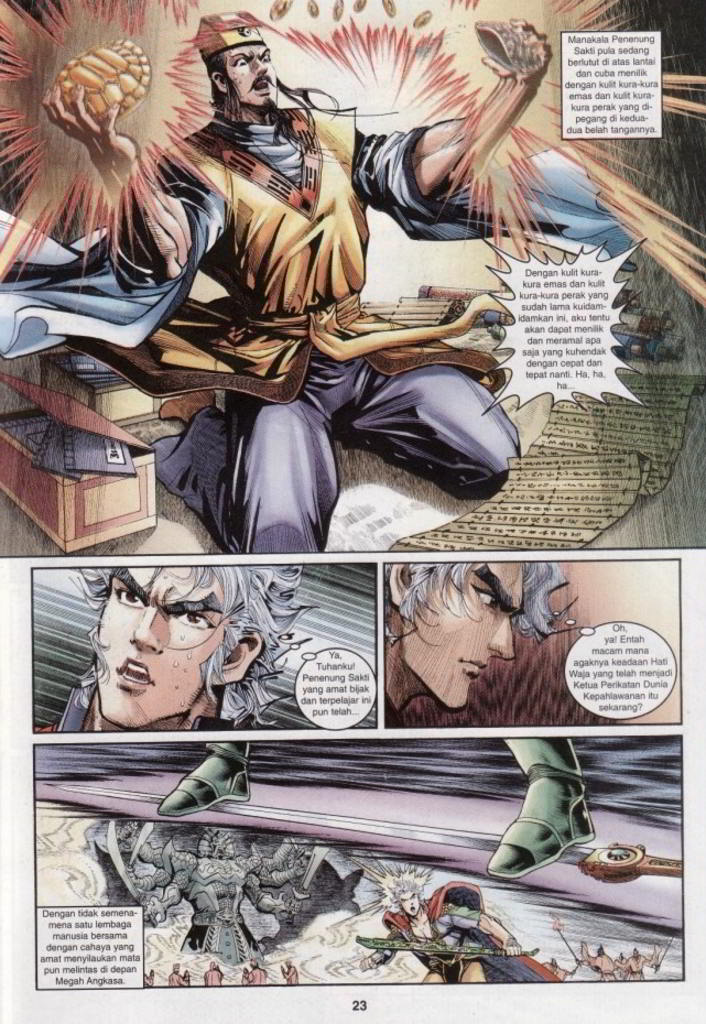 Manakala Penenung
Sakti pula sedang
berlutut di atas lantai
dan cuba menilik
dengan kulit kura-kura
emas dan kulit kura-
kura perak yang di-
pegang di kedua-
dua belah tangannya.
Dengan kulit kura-
kura emas dan kulit
kura-kura perak yang
sudah lama kuidam-
idamkan ini, aku tentu
akan dapat menilik
dan meramal apa
saja yang kuhendak
dengan cepat dan
tepat nanti. Ha, ha,
ha...
Ya,
Tuhanku!
Penenung Sakti
yang amat bijak
dan terpelajar ini
pun telah...
Oh,
ya! Entah
macam mana
agaknya keadaan Hati
Waja yang telah menjadi
Ketua Perikatan Dunia
Kepahlawanan itu
sekarang?
Dengan tidak semena-
mena satu lembaga
manusia bersama
dengan cahaya yang
amat menyilaukan mata
pun melintas di depan
Megah Angkasa.
23